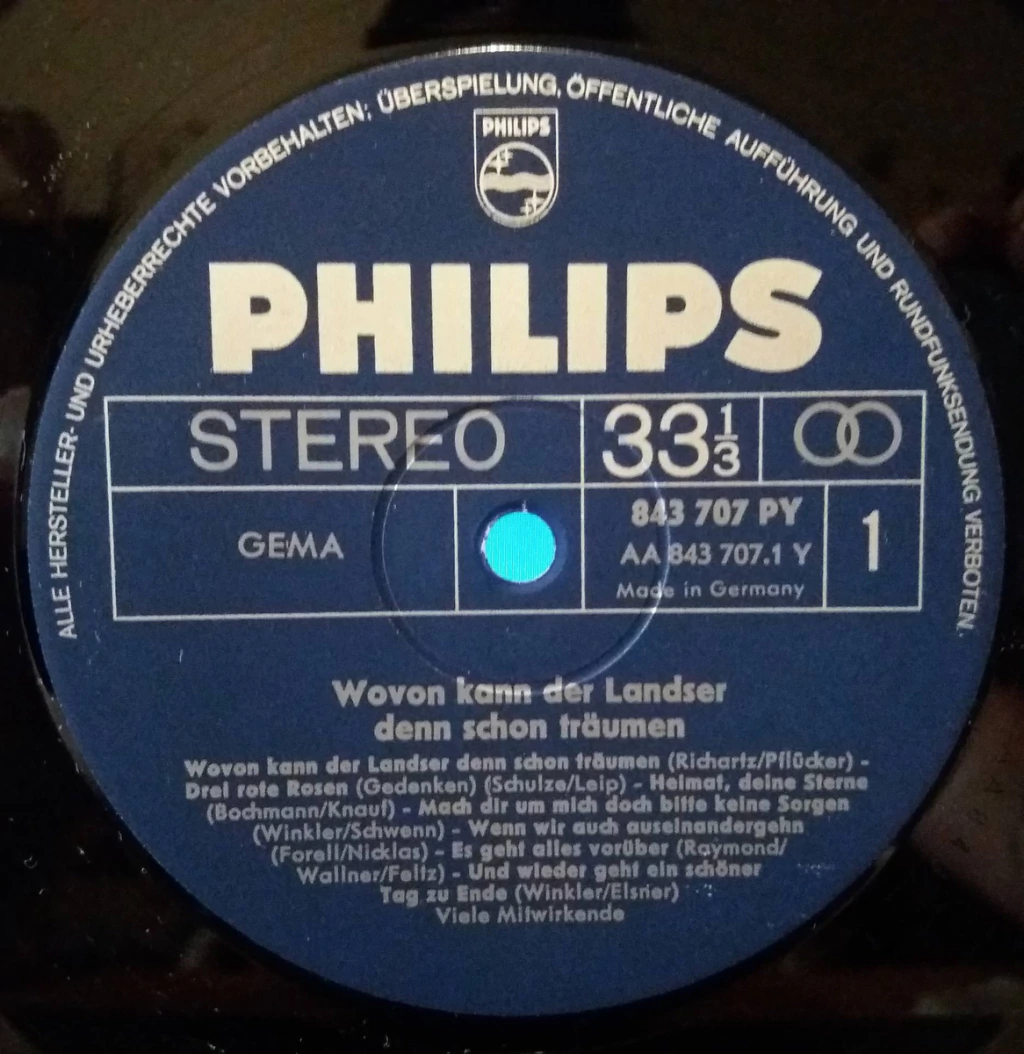 ALLE HERSTELLER- UND URHEBERRECHTE VORBEHALTEN; ÜBERSPIELUNG, ÖFFENTLICHE AUFFÜHRUNG UND RUNDFUNKSENDUNG VERBOTEN.
PHILIPS
PHILIPS
STEREO 33 1/3
GEMA
843 707 PY
AA 843 707.1 Y
Made in Germany
1
Wovon kann der Landser
denn schon träumen
Wovon kann der Landser denn schon träumen (Richartz/Pflücker) -
Drei rote Rosen (Gedenken) (Schulze/Leip) - Heimat, deine Sterne
(Bochmann/Knauf) - Mach dir um mich doch bitte keine Sorgen
(Winkler/Schwenn) - Wenn wir auch auseinandergehn
(Forell/Nicklas) - Es geht alles vorüber (Raymond/
Wallner/Feltz) - Und wieder geht ein schöner
Tag zu Ende (Winkler/Elsner)
Viele Mitwirkende